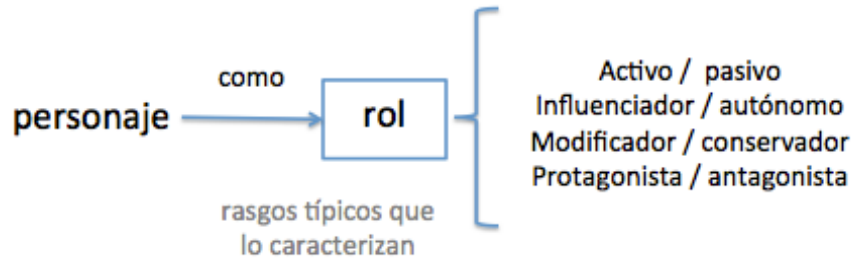 personaje
como
rol
rasgos típicos que
lo caracterizan
Activo / pasivo
Influenciador / autónomo
Modificador / conservador
Protagonista / antagonista